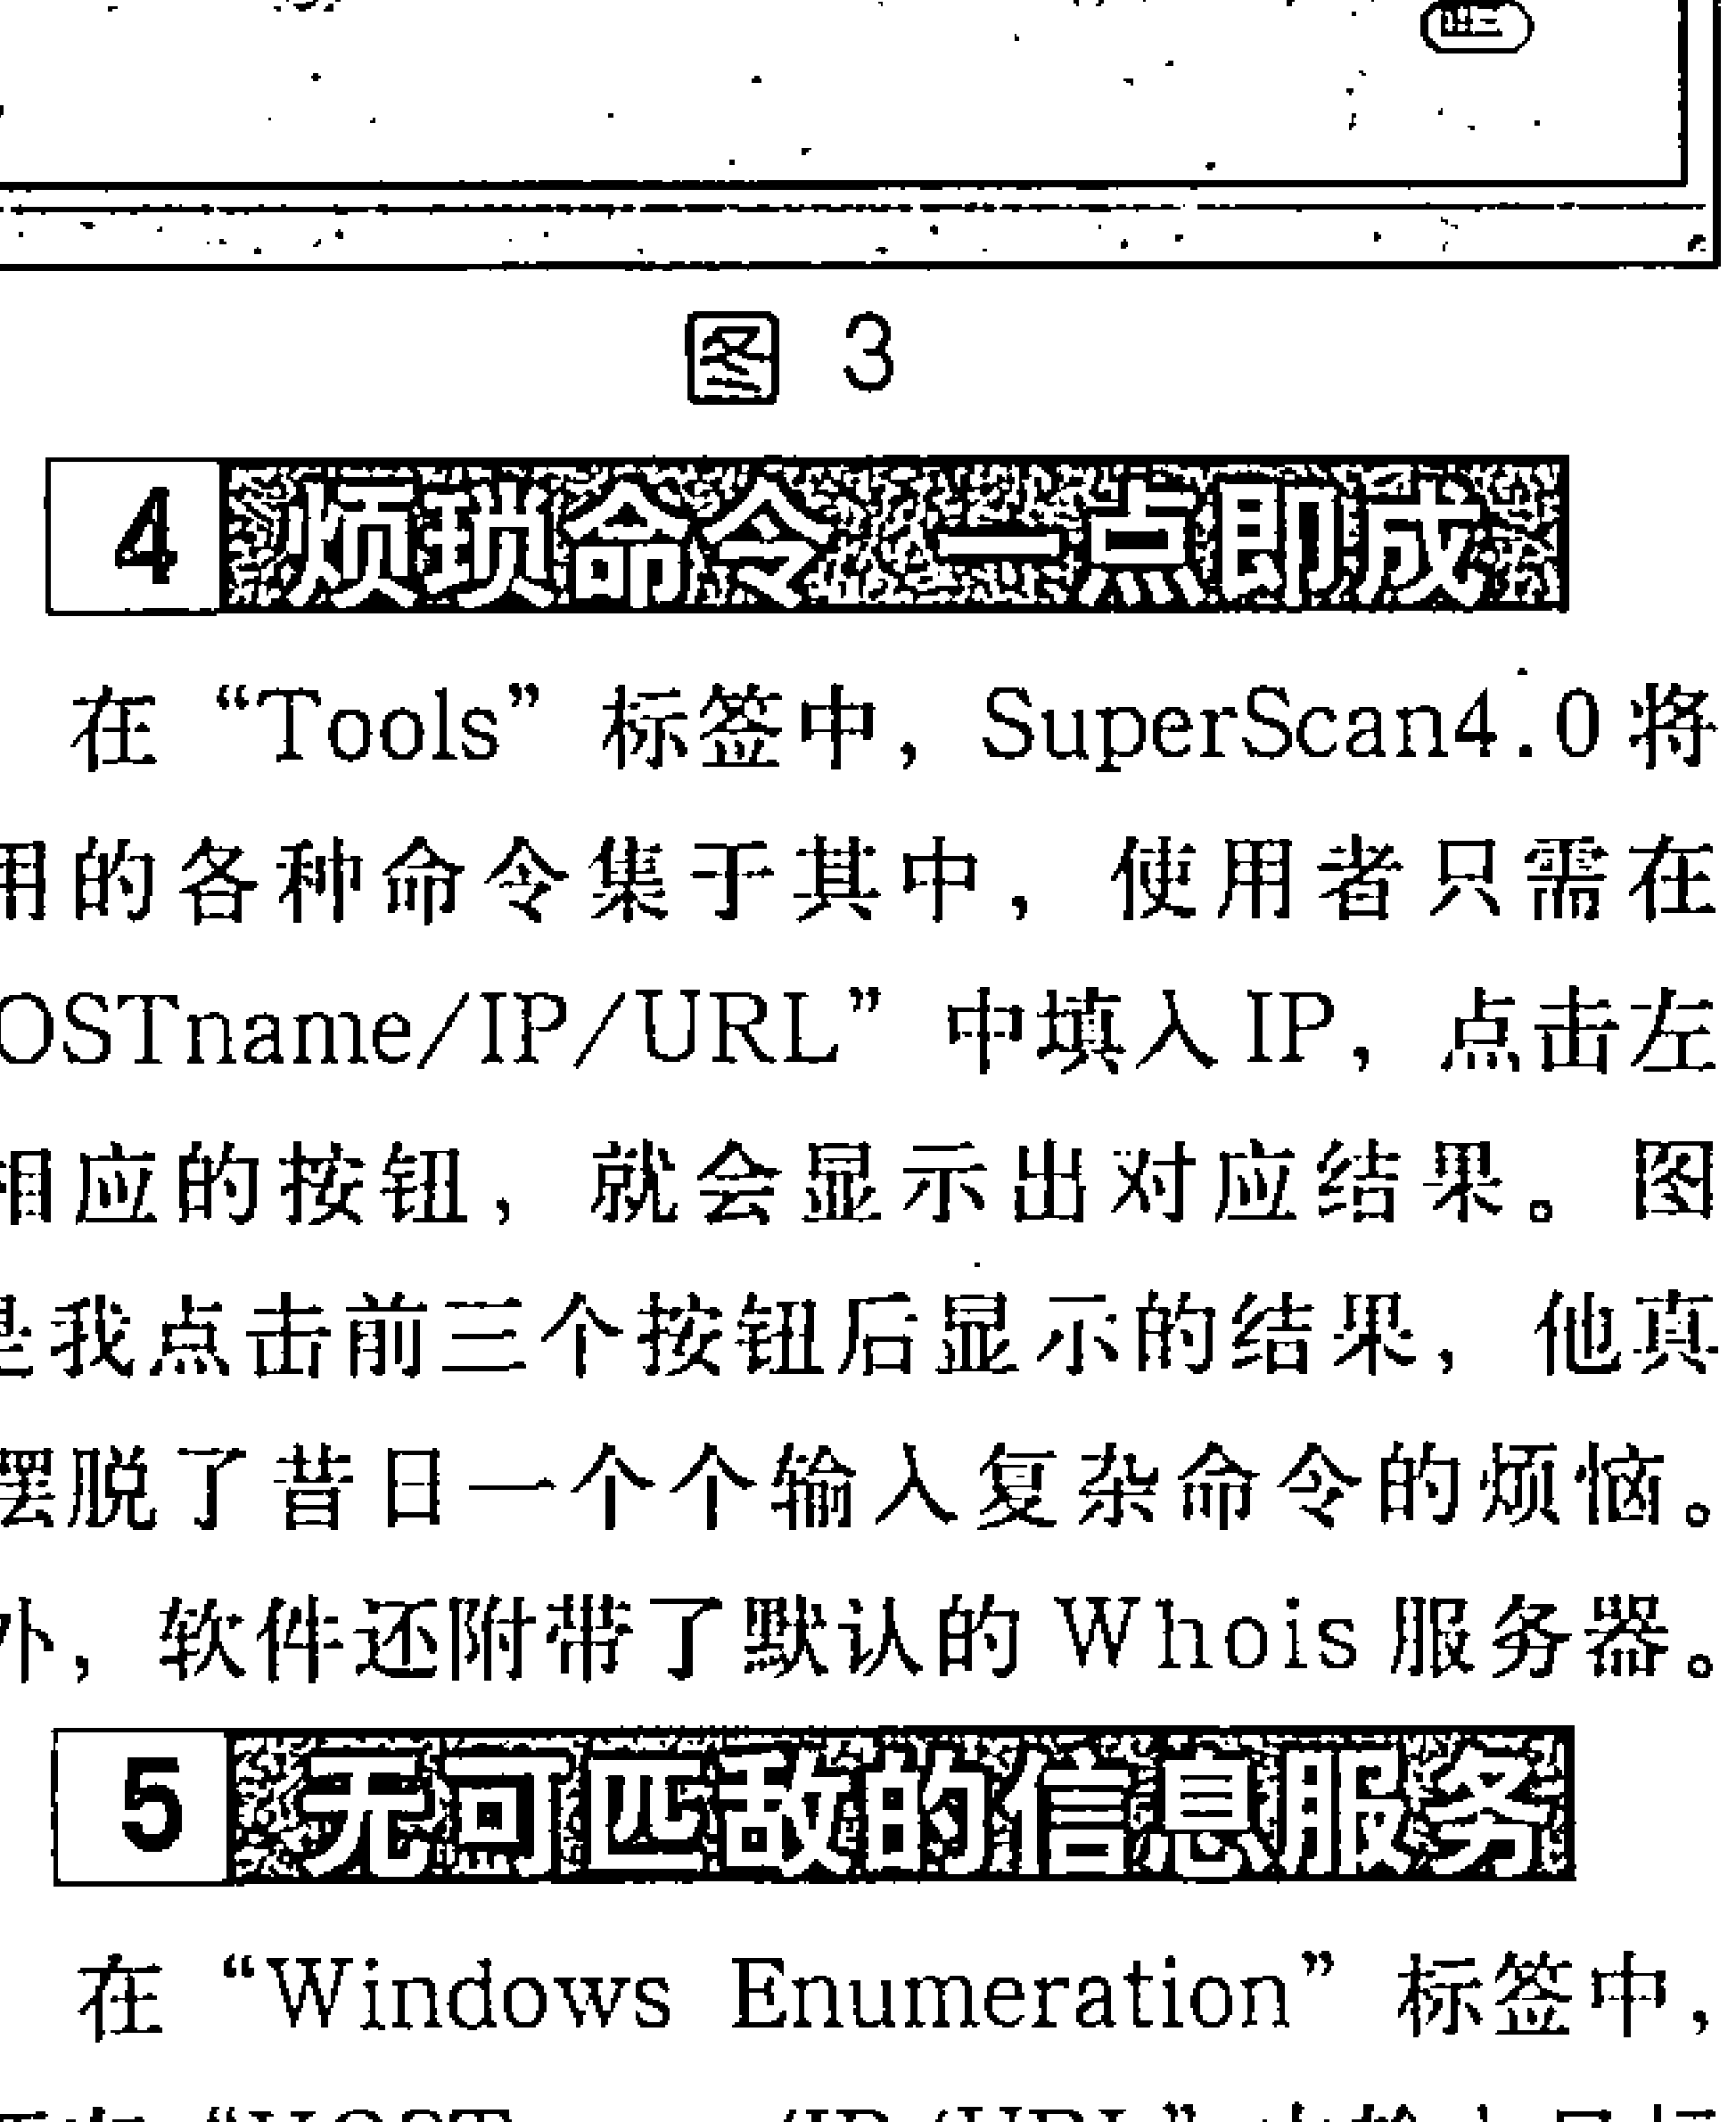 图 3
4 烦琐命令 一点即成
在“Tools”标签中，SuperScan4.0将
用的各种命令集于其中，使用者只需在
OSTname/IP/URL”中填入IP，点击左
相应的按钮，就会显示出对应结果。图
是我点击前三个按钮后显示的结果，他真
摆脱了昔日一个个输入复杂命令的烦恼。
外，软件还附带了默认的Whois服务器。
5 无可匹敌的信息服务
在“Windows Enumeration”标签中，